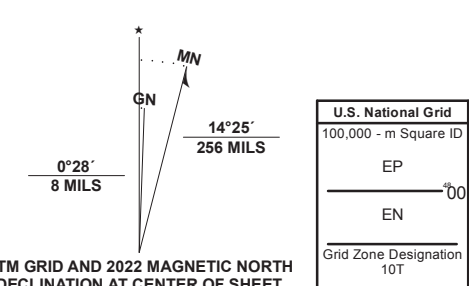 ★
MN
GN
14°25´
256 MILS
0°28´
8 MILS
TM GRID AND 2022 MAGNETIC NORTH
DECLINATION AT CENTER OF SHEET
U.S. National Grid
100,000 - m Square ID
EP
4800
EN
Grid Zone Designation
10T